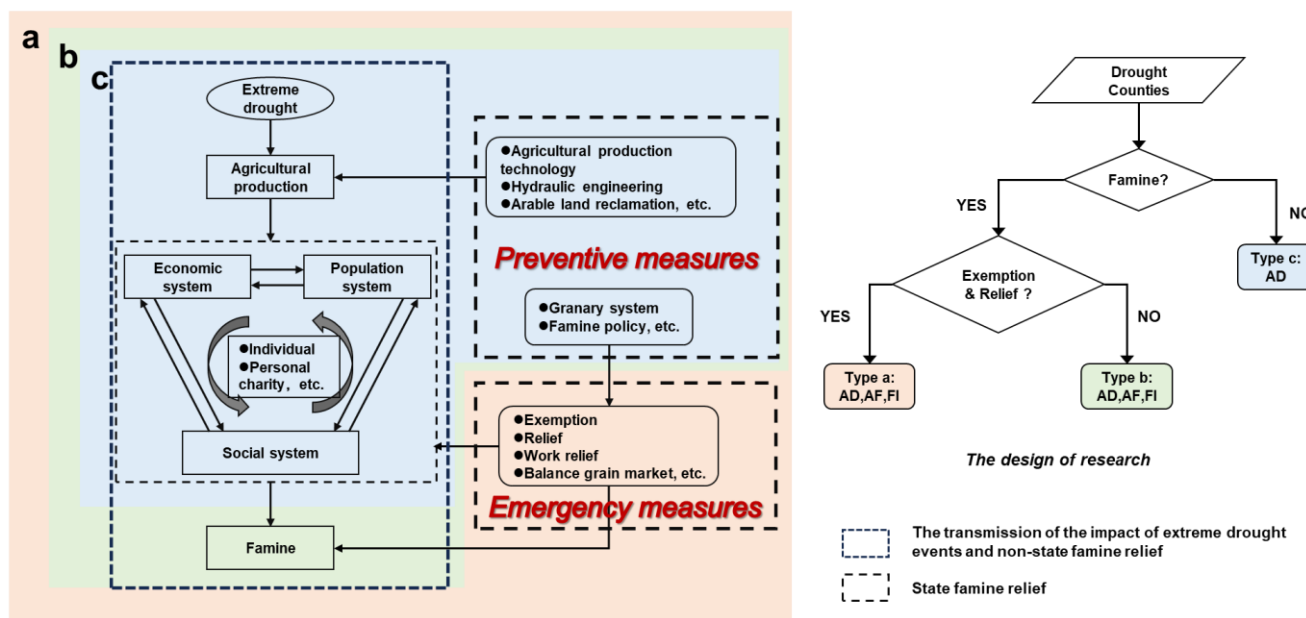 a
b
c
Extreme
drought
Agricultural
production
Economic
system
Population
system
●Individual
●Personal
charity, etc.
Social system
Famine
●Agricultural production
technology
●Hydraulic engineering
●Arable land reclamation, etc.
Preventive measures
●Granary system
●Famine policy, etc.
●Exemption
●Relief
●Work relief
●Balance grain market, etc.
Emergency measures
Drought
Counties
Famine?
YES
NO
Exemption
& Relief ?
Type c:
AD
YES
NO
Type a:
AD,AF,FI
Type b:
AD,AF,FI
The design of research
The transmission of the impact of extreme drought
events and non-state famine relief
State famine relief